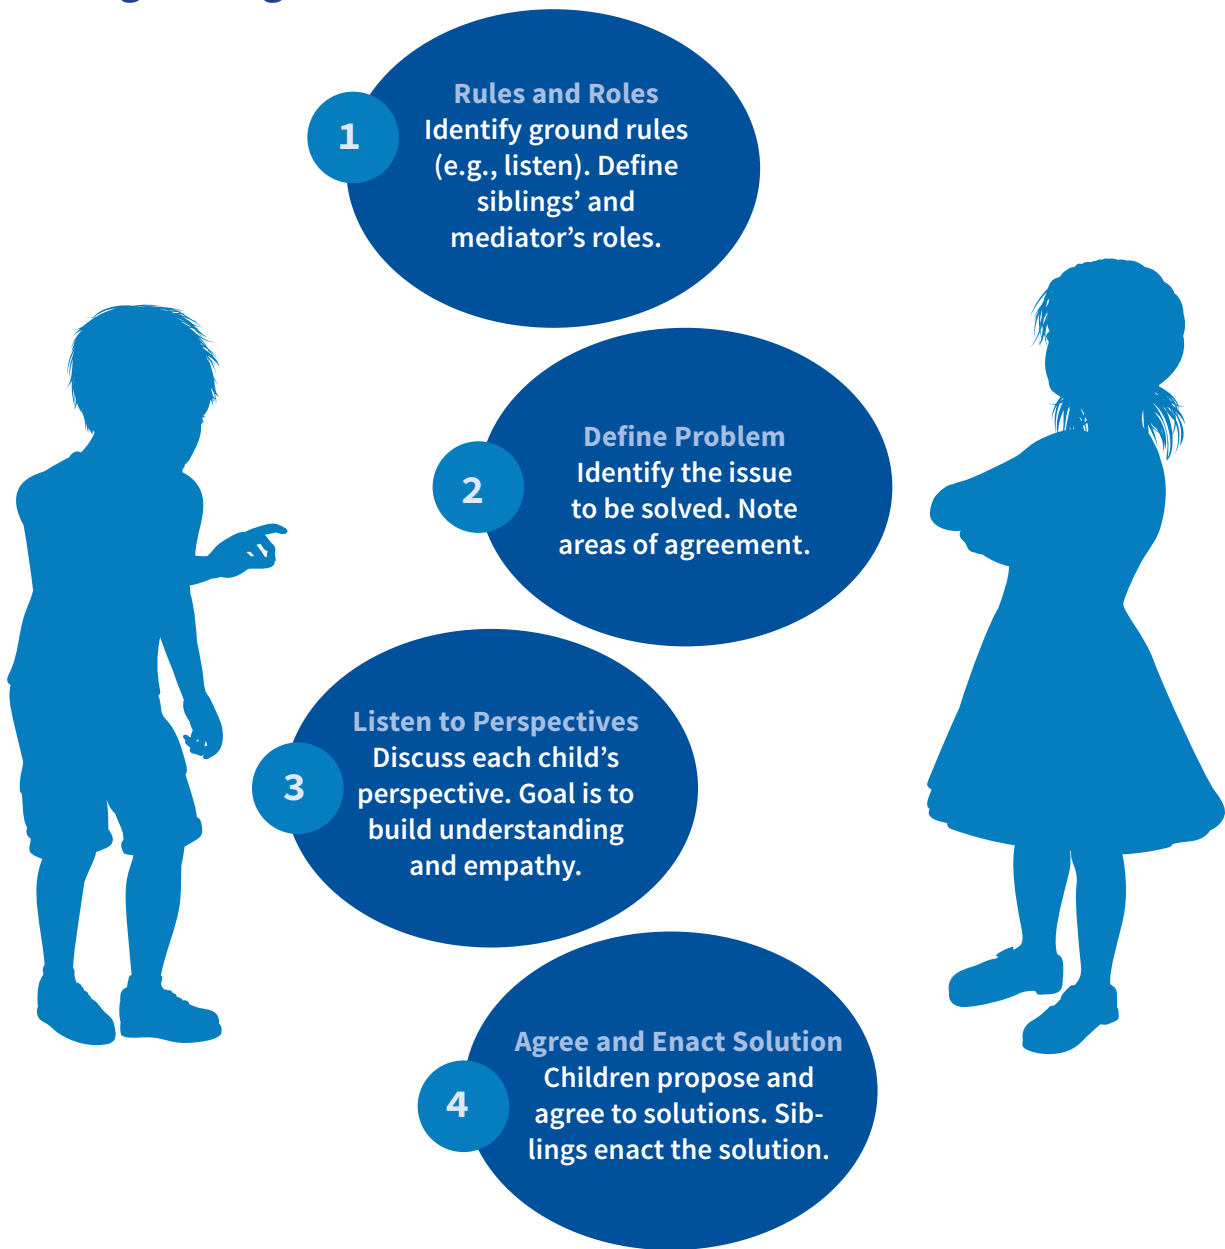 1
Rules and Roles
Identify ground rules
(e.g., listen). Define
siblings’ and
mediator’s roles.
2
Define Problem
Identify the issue
to be solved. Note
areas of agreement.
3
Listen to Perspectives
Discuss each child’s
perspective. Goal is to
build understanding
and empathy.
4
Agree and Enact Solution
Children propose and
agree to solutions. Sib-
lings enact the solution.